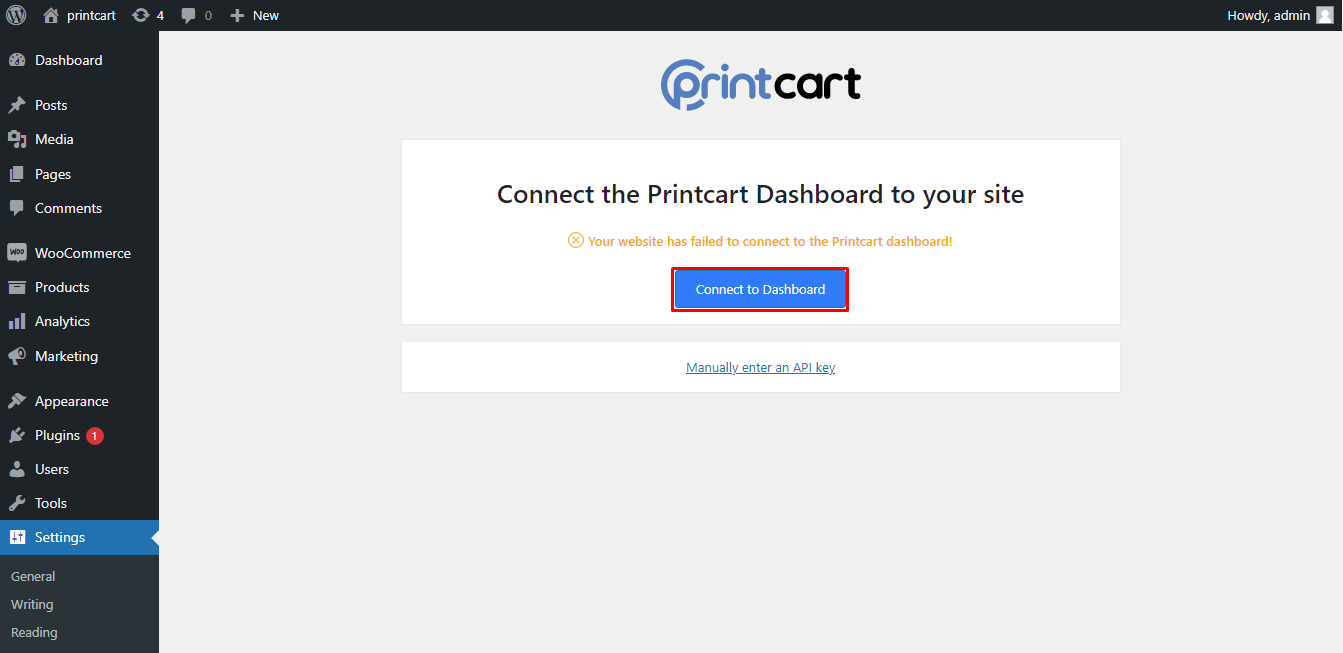 printcart 4 0 New Howdy, admin
Dashboard
Posts
Media
Pages
Comments
WOO WooCommerce
Products
Analytics
Marketing
Appearance
Plugins 1
Users
Tools
Settings
General
Writing
Reading
printcart
Connect the Printcart Dashboard to your site
Your website has failed to connect to the Printcart dashboard!
Connect to Dashboard
Manually enter an API key